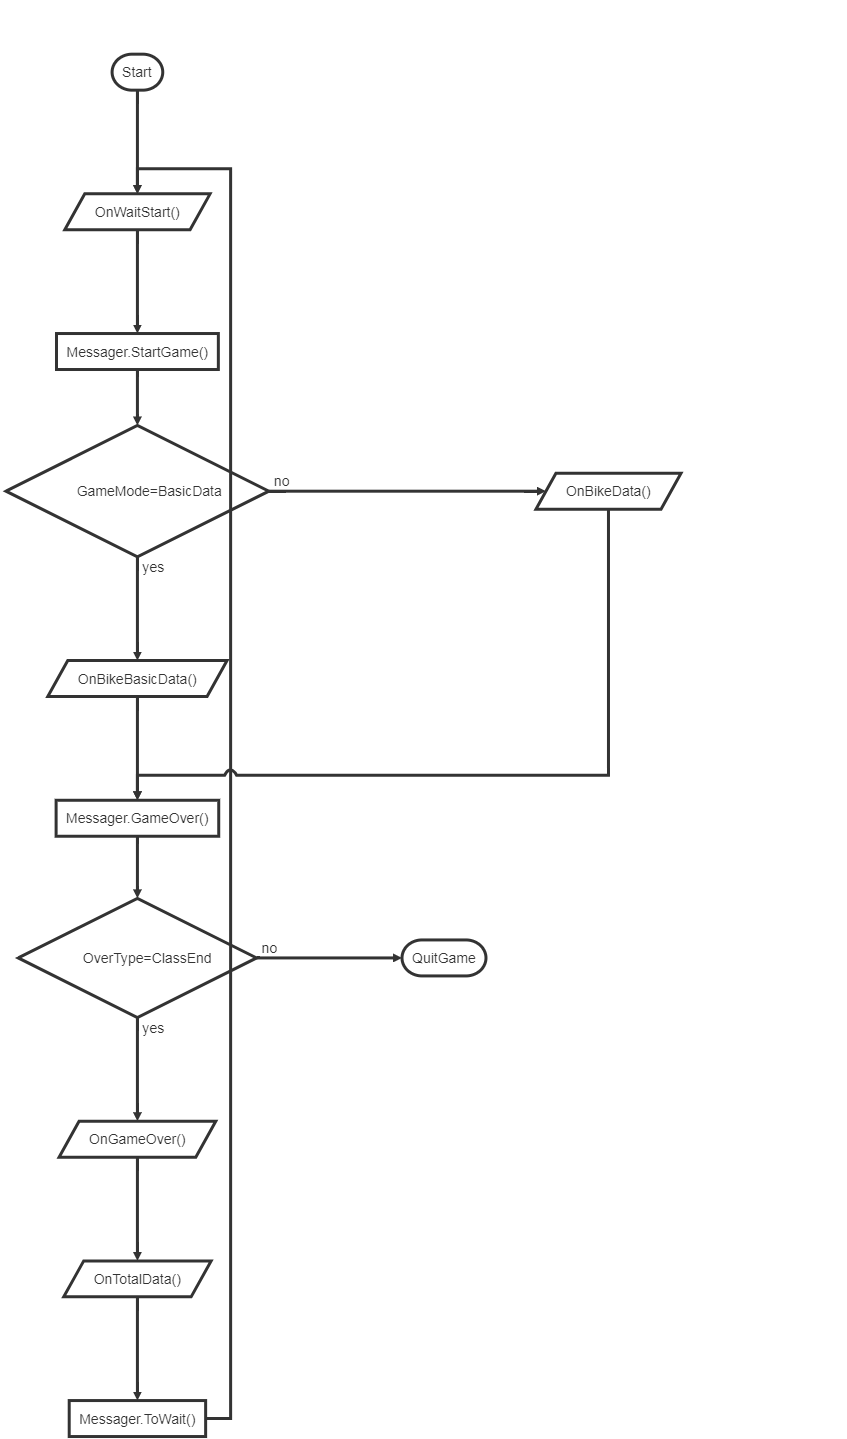 Start
OnWaitStart()
Messager.StartGame()
GameMode=BasicData
no
OnBikeData()
yes
OnBikeBasicData()
Messager.GameOver()
OverType=ClassEnd
no
QuitGame
yes
OnGameOver()
OnTotalData()
Messager.ToWait()